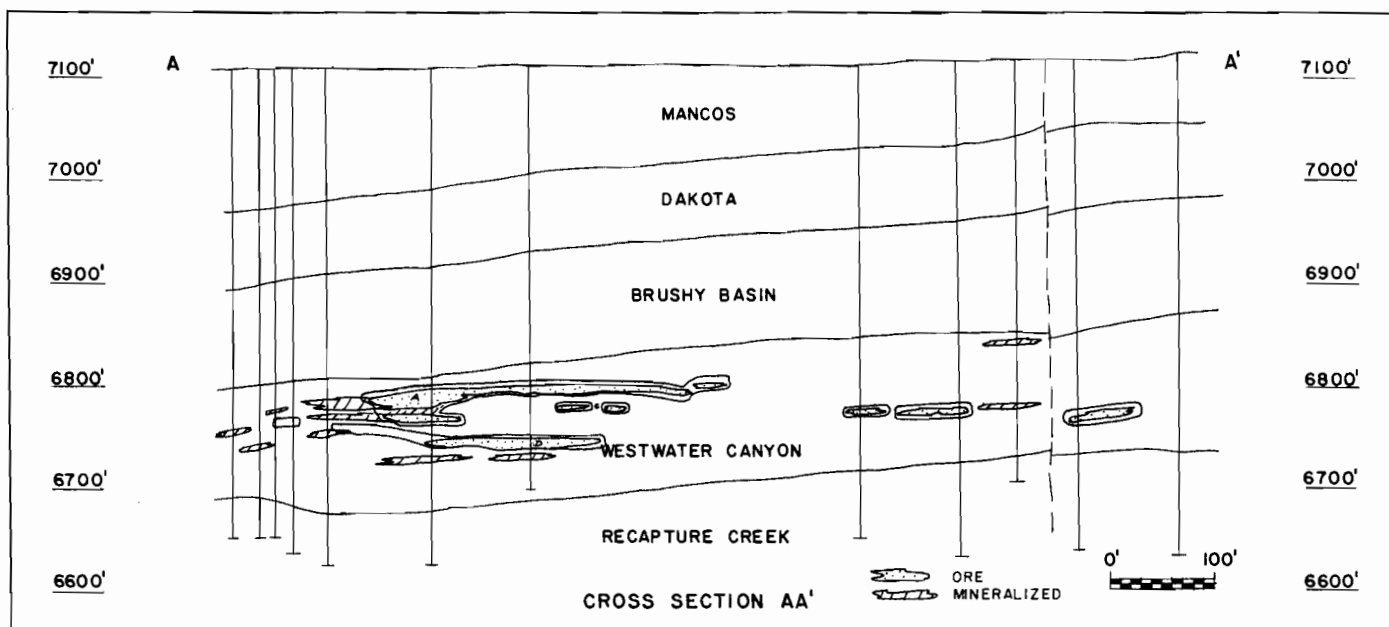 7100' A A' 7100'
MANCOS
7000' 7000'
DAKOTA
6900' 6900'
BRUSHY BASIN
6800' 6800'
A
WESTWATER CANYON
6700' 6700'
RECAPTURE CREEK
0' 100'
ORE
6600' 6600'
MINERALIZED
CROSS SECTION AA'